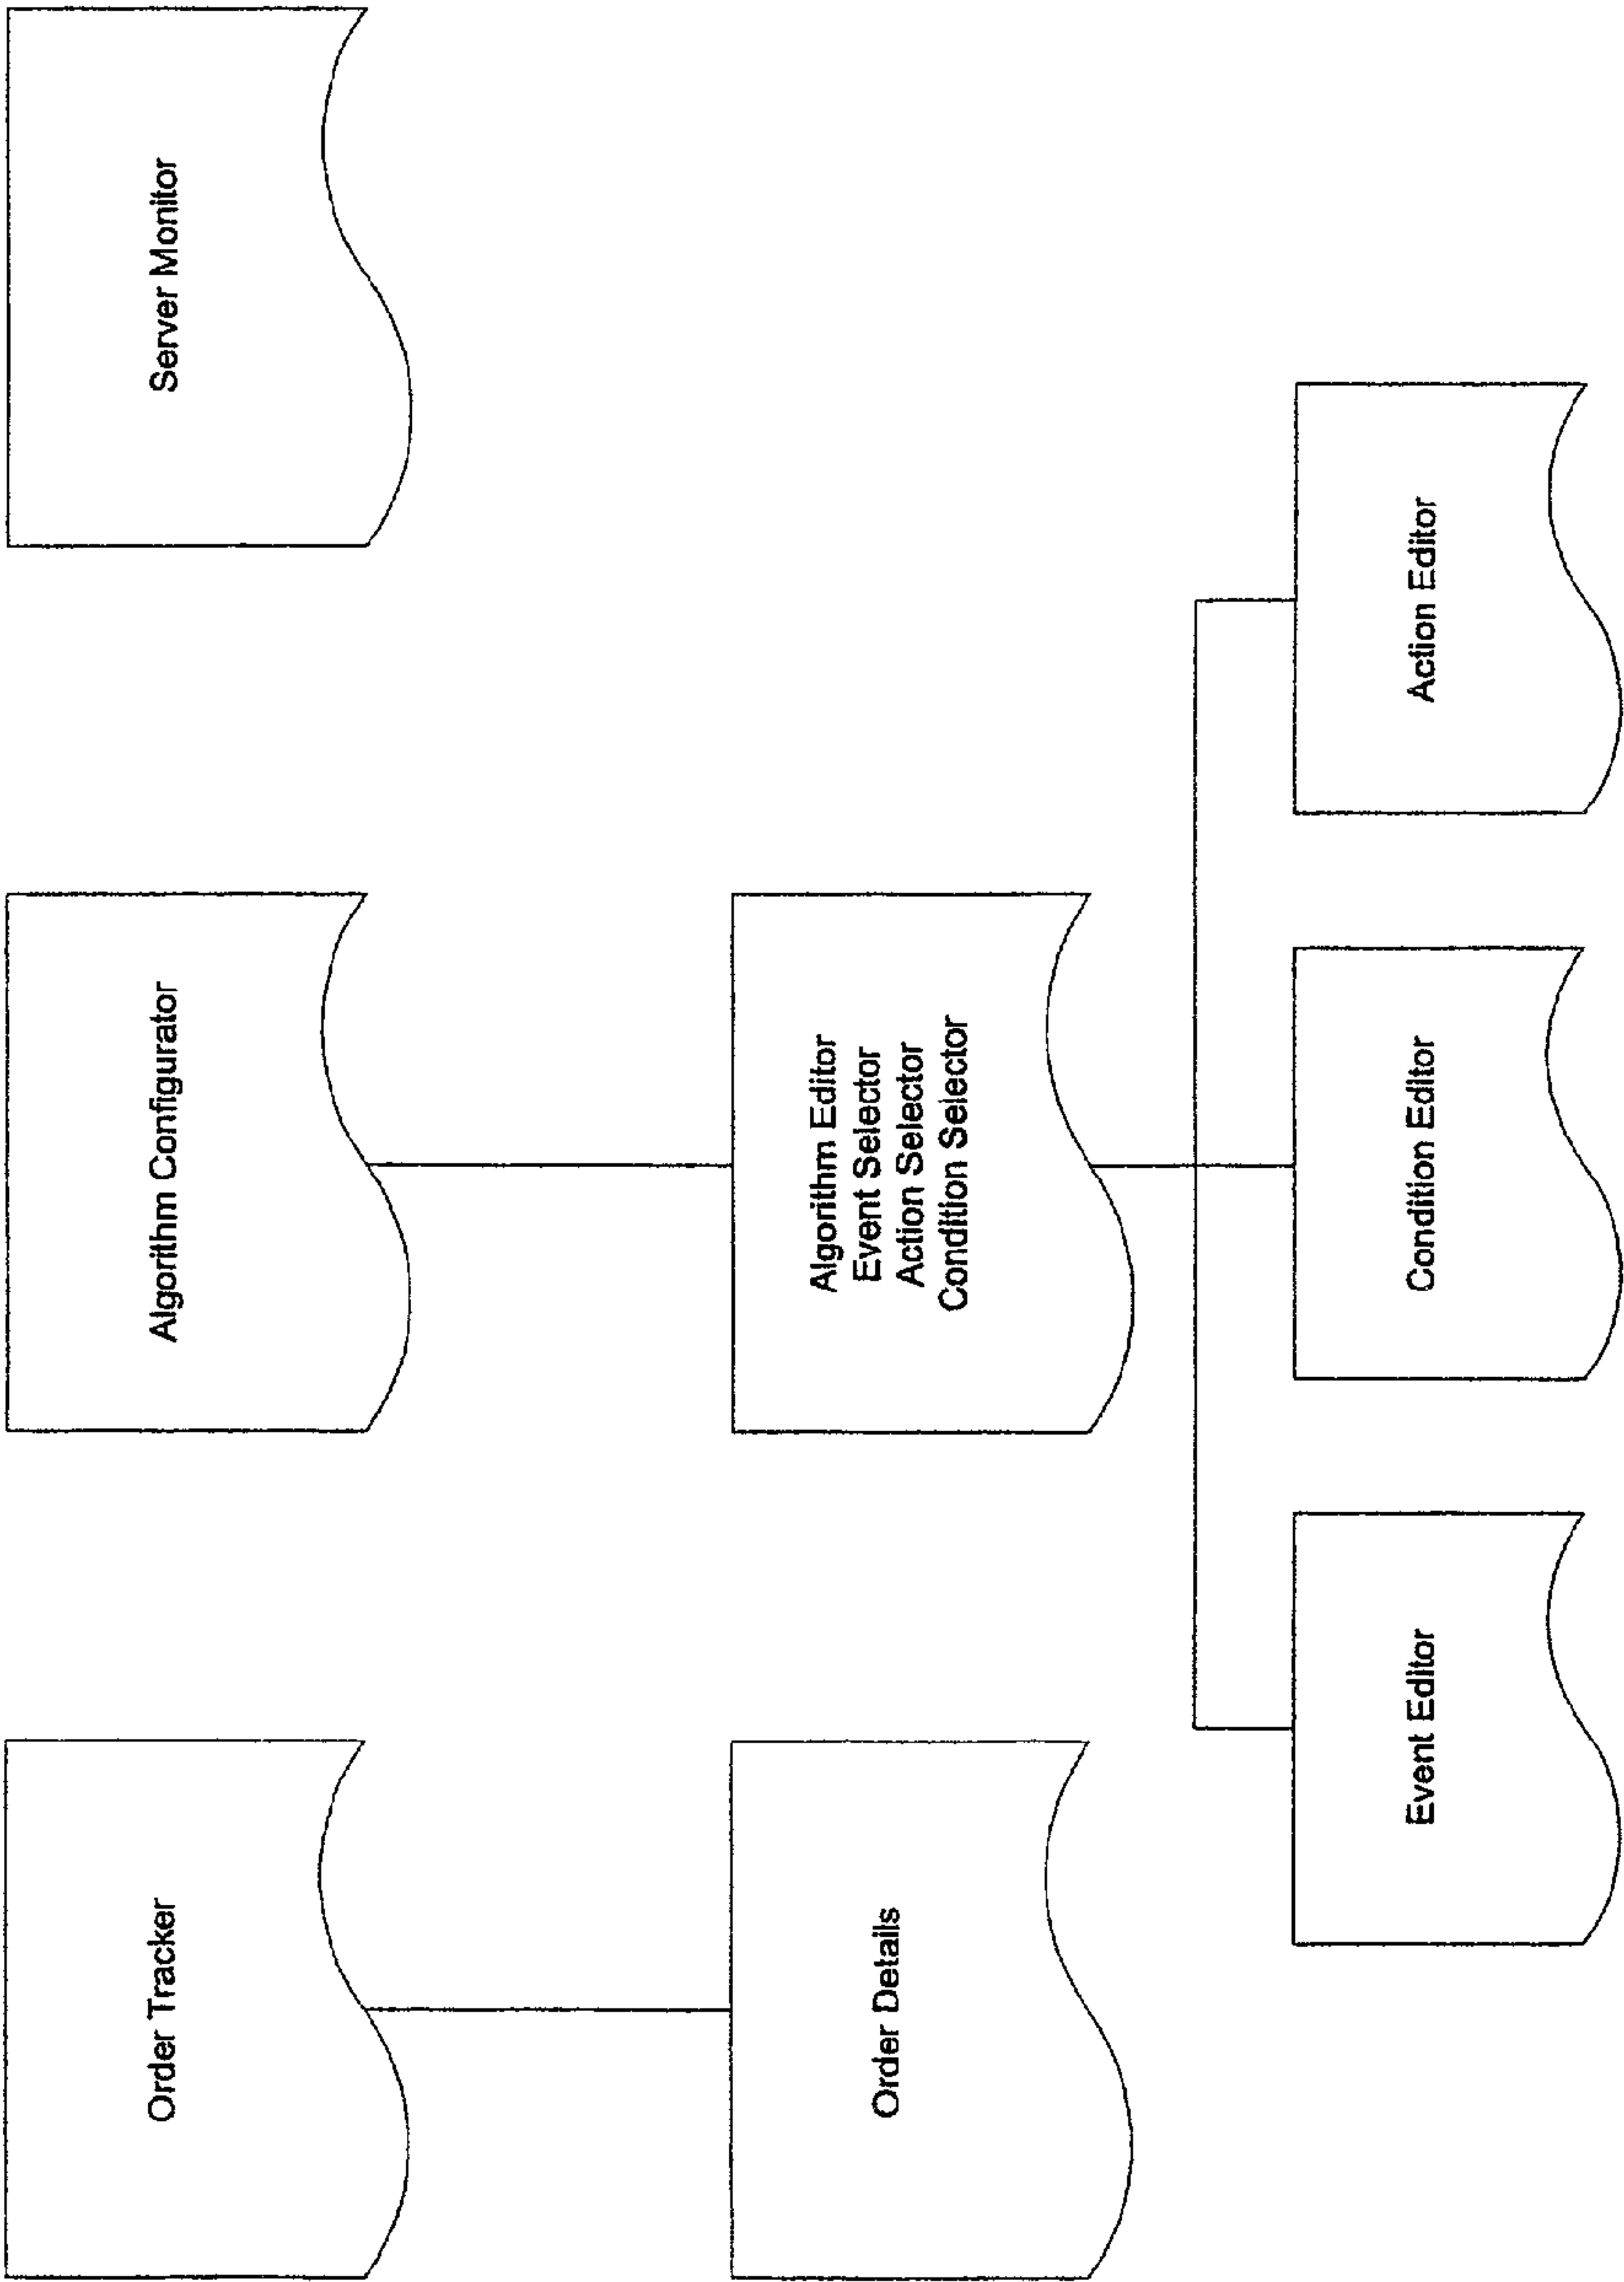 Order Tracker
Algorithm Configurator
Server Monitor
Order Details
Algorithm Editor
Event Selector
Action Selector
Condition Selector
Event Editor
Condition Editor
Action Editor